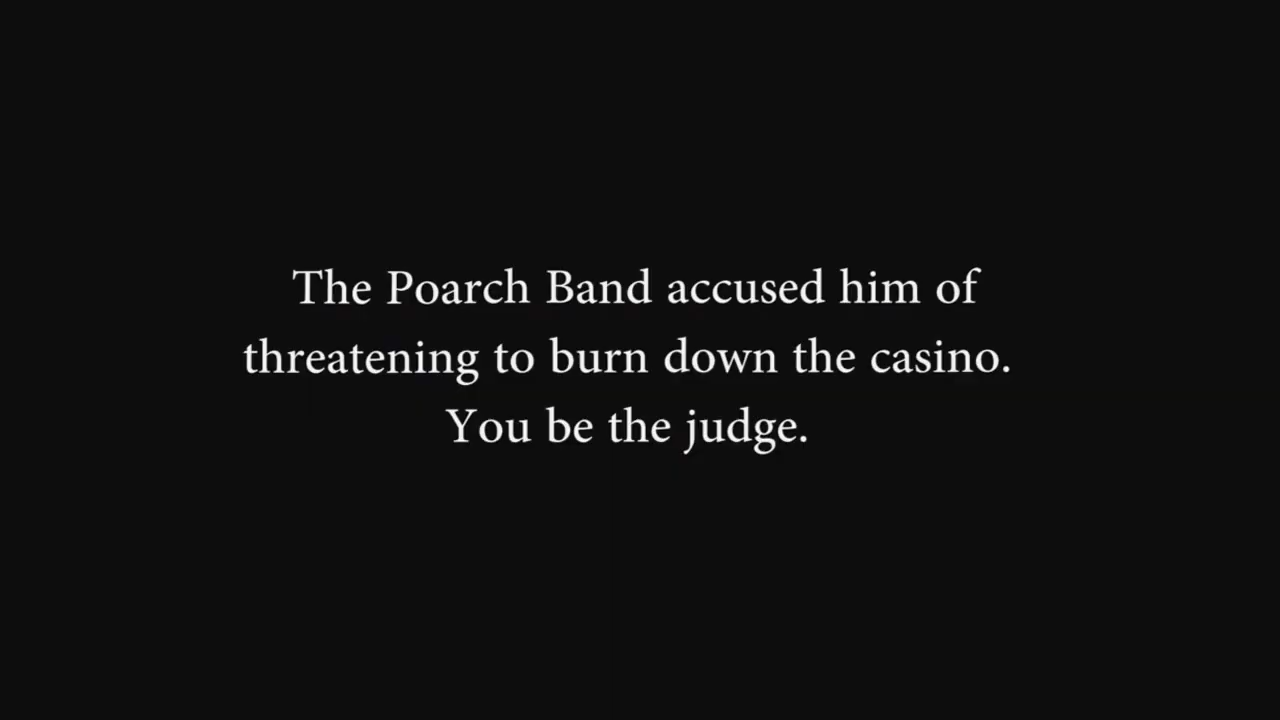 The Poarch Band accused him of
threatening to burn down the casino.
You be the judge.